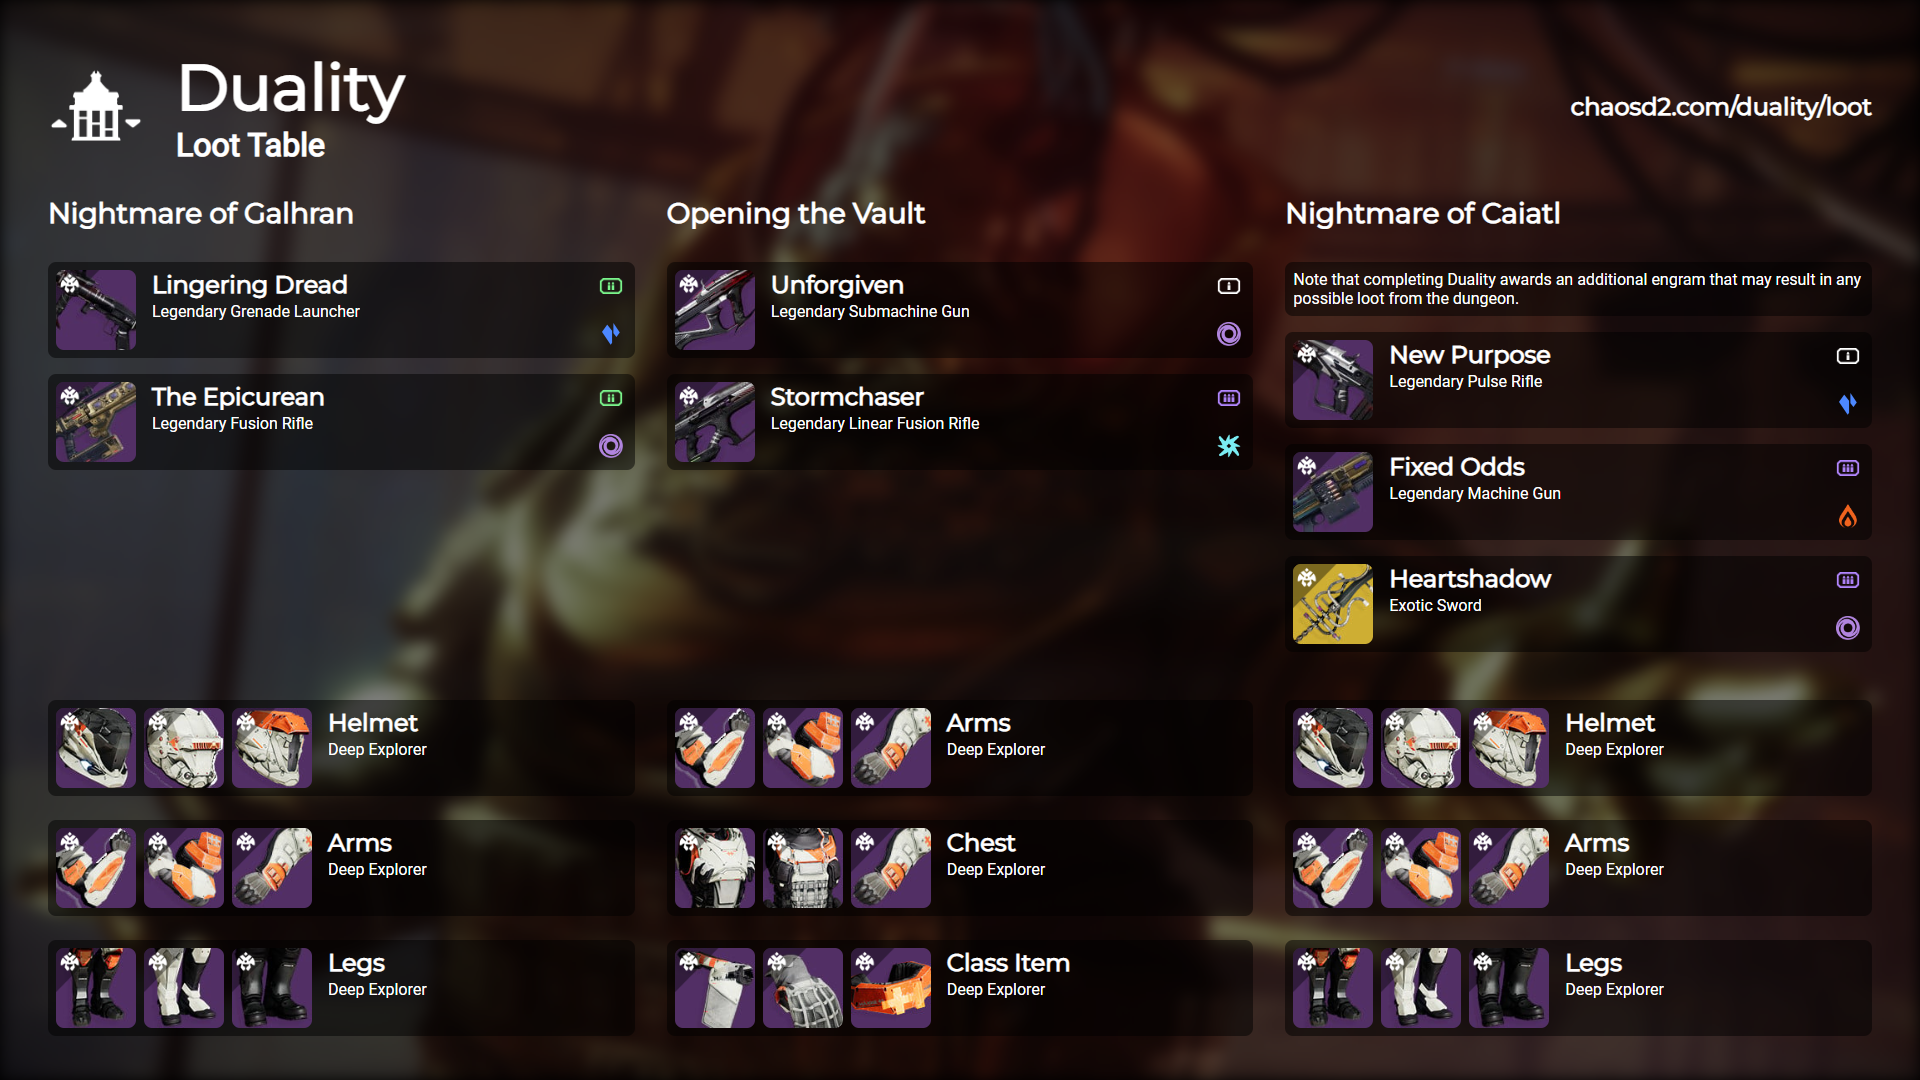 Duality
Loot Table
chaosd2.com/duality/loot
Nightmare of Galhran
Lingering Dread
Legendary Grenade Launcher
The Epicurean
Legendary Fusion Rifle
Helmet
Deep Explorer
Arms
Deep Explorer
Legs
Deep Explorer
Opening the Vault
Unforgiven
Legendary Submachine Gun
Stormchaser
Legendary Linear Fusion Rifle
Arms
Deep Explorer
Chest
Deep Explorer
Class Item
Deep Explorer
Nightmare of Caiatl
Note that completing Duality awards an additional engram that may result in any
possible loot from the dungeon.
New Purpose
Legendary Pulse Rifle
Fixed Odds
Legendary Machine Gun
Heartshadow
Exotic Sword
Helmet
Deep Explorer
Arms
Deep Explorer
Legs
Deep Explorer